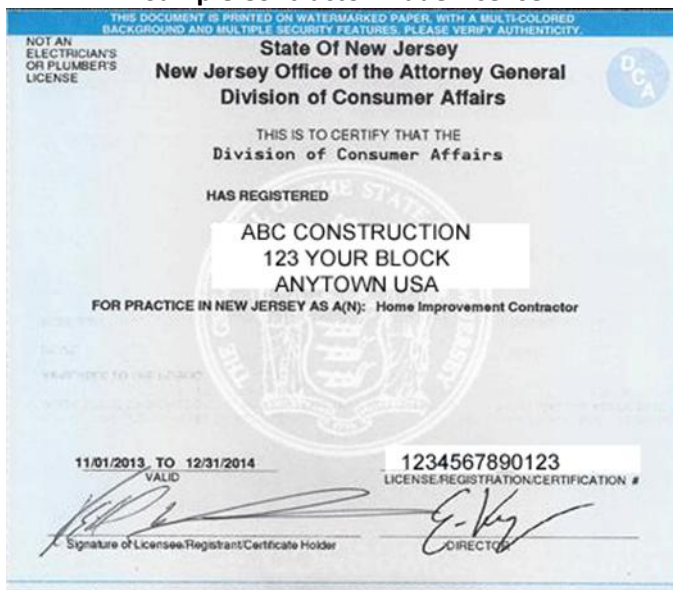 THIS DOCUMENT IS PRINTED ON WATERMARKED PAPER, WITH A MULTI-COLORED
BACKGROUND AND MULTIPLE SECURITY FEATURES. PLEASE VERIFY AUTHENTICITY.
NOT AN
ELECTRICIAN'S
OR PLUMBER'S
LICENSE
State Of New Jersey
New Jersey Office of the Attorney General
Division of Consumer Affairs
DCA
THIS IS TO CERTIFY THAT THE
Division of Consumer Affairs
HAS REGISTERED
ABC CONSTRUCTION
123 YOUR BLOCK
ANYTOWN USA
FOR PRACTICE IN NEW JERSEY AS A(N): Home Improvement Contractor
11/01/2013 TO 12/31/2014
VALID
1234567890123
LICENSE/REGISTRATION/CERTIFICATION #
Signature of Licensee/Registrant/Certificate Holder
DIRECTOR